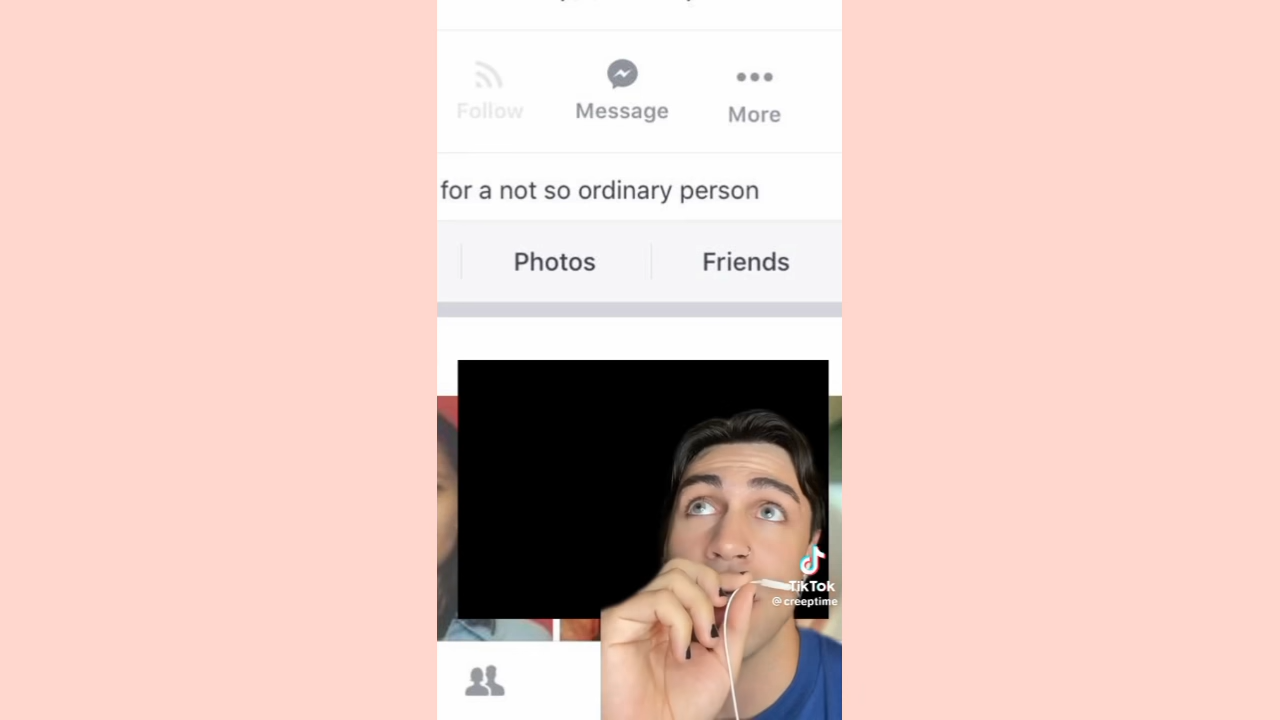 Follow
Message
More
for a not so ordinary person
Photos
Friends
TikTok
@creeptime